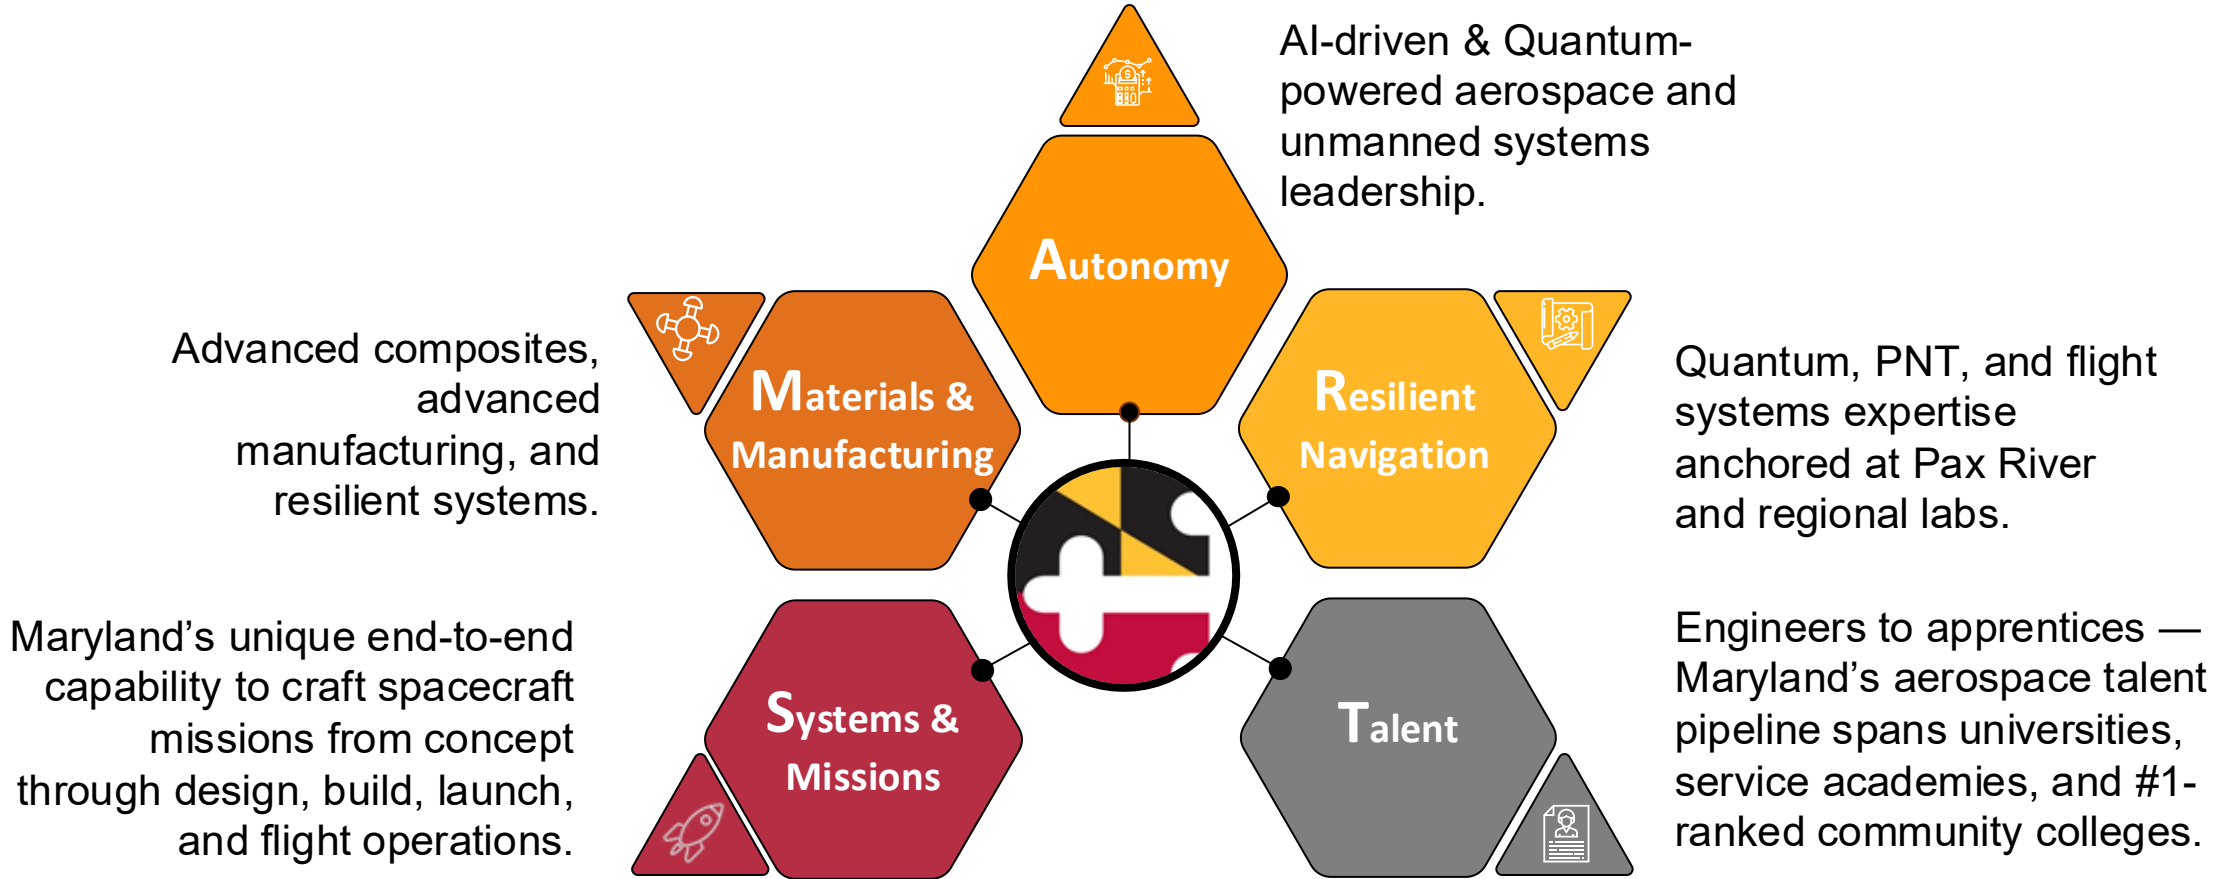 AI-driven & Quantum-
powered aerospace and
unmanned systems
leadership.
Autonomy
Advanced composites,
advanced
manufacturing, and
resilient systems.
Materials &
Manufacturing
Resilient
Navigation
Quantum, PNT, and flight
systems expertise
anchored at Pax River
and regional labs.
Maryland’s unique end-to-end
capability to craft spacecraft
missions from concept
through design, build, launch,
and flight operations.
Systems &
Missions
Talent
Engineers to apprentices —
Maryland’s aerospace talent
pipeline spans universities,
service academies, and #1-
ranked community colleges.